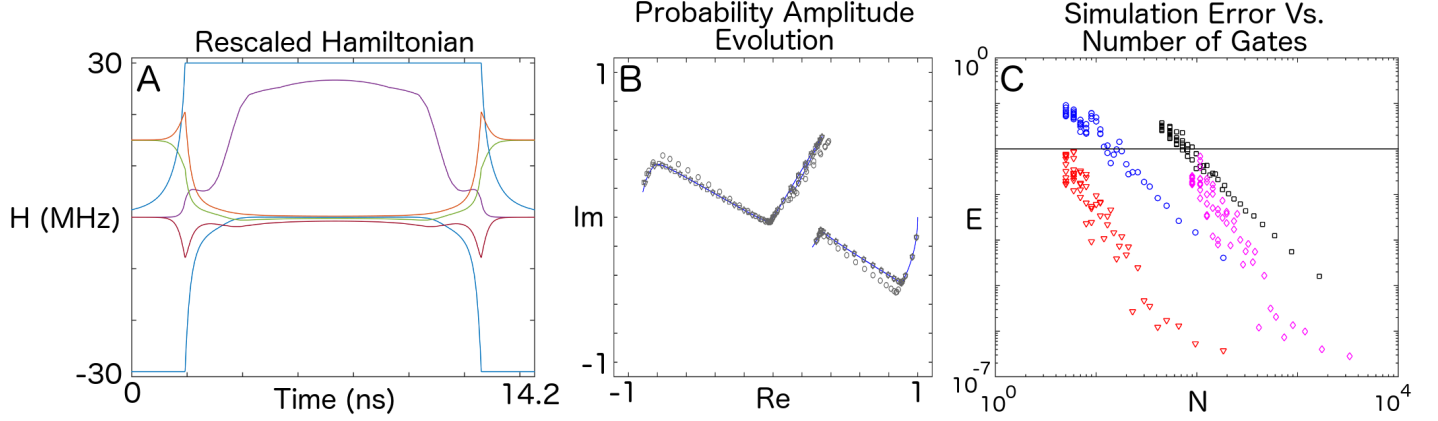 Rescaled Hamiltonian
A
30
H (MHz)
-30
0
Time (ns)
14.2
Probability Amplitude
Evolution
B
1
Im
-1
-1
Re
1
Simulation Error Vs.
Number of Gates
C
10^0
E
10^-7
10^0
N
10^4